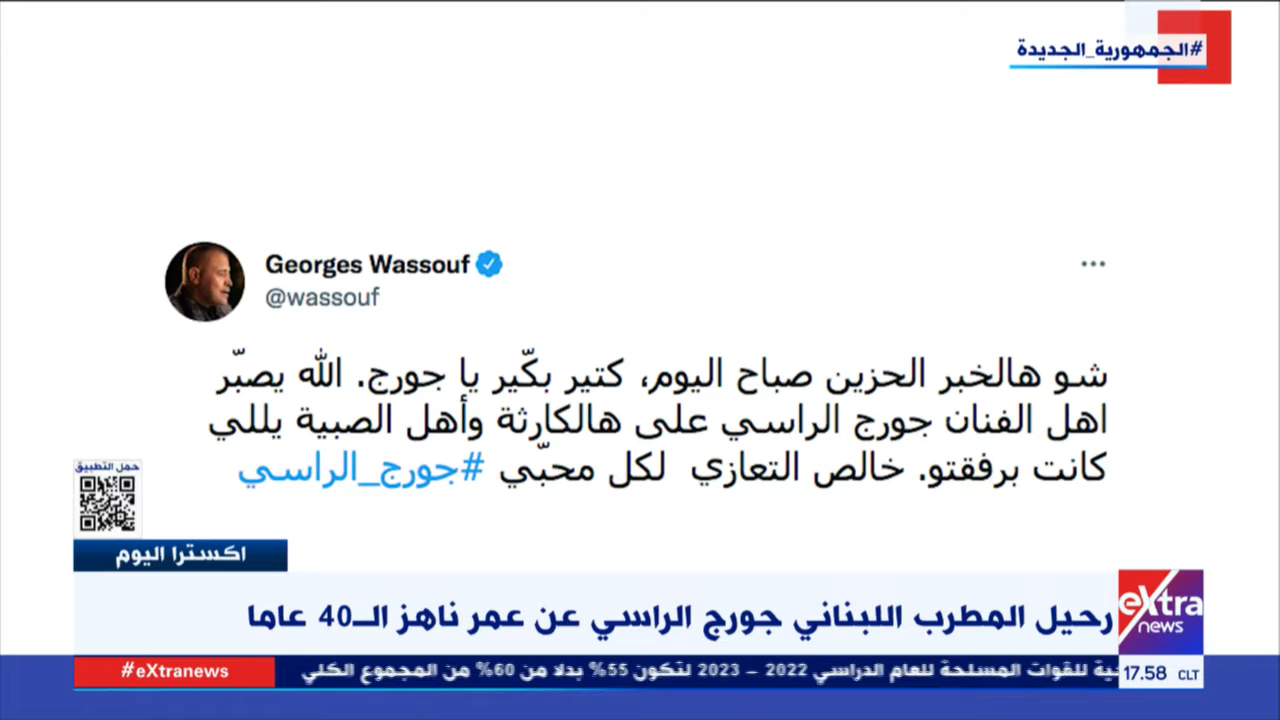 #الجمهورية_الجديدة
Georges Wassouf
@wassouf
شو هالخبر الحزين صباح اليوم، كتير بكّير يا جورج. الله يصبّر
اهل الفنان جورج الراسي على هالكارثة وأهل الصبية يللي
كانت برفقتو. خالص التعازي لكل محبّي #جورج_الراسي
حمل التطبيق
اكسترا اليوم
رحيل المطرب اللبناني جورج الراسي عن عمر ناهز الـ40 عاما
eXtra
news
#eXtranews
للقوات المسلحة للعام الدراسي 2022 – 2023 لتكون 55% بدلا من 60% من المجموع الكلي
17.58 CLT